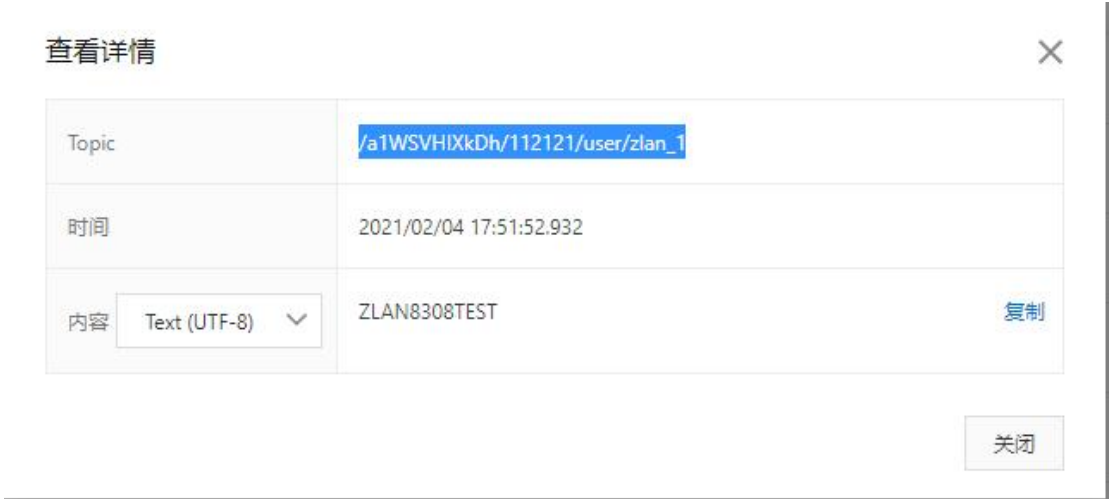 查看详情
Topic /a1WSVHIXkDh/112121/user/zlan_1
时间 2021/02/04 17:51:52.932
内容 Text (UTF-8) ZLAN8308TEST 复制
关闭